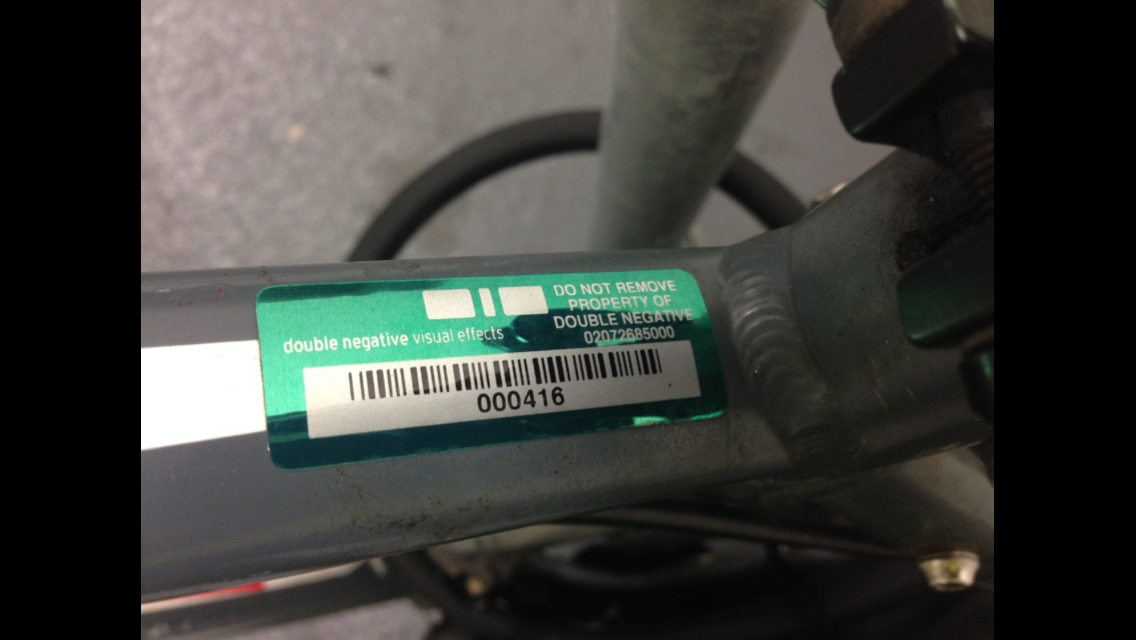 DO NOT REMOVE
PROPERTY OF
DOUBLE NEGATIVE
02072685000
double negative visual effects
000416